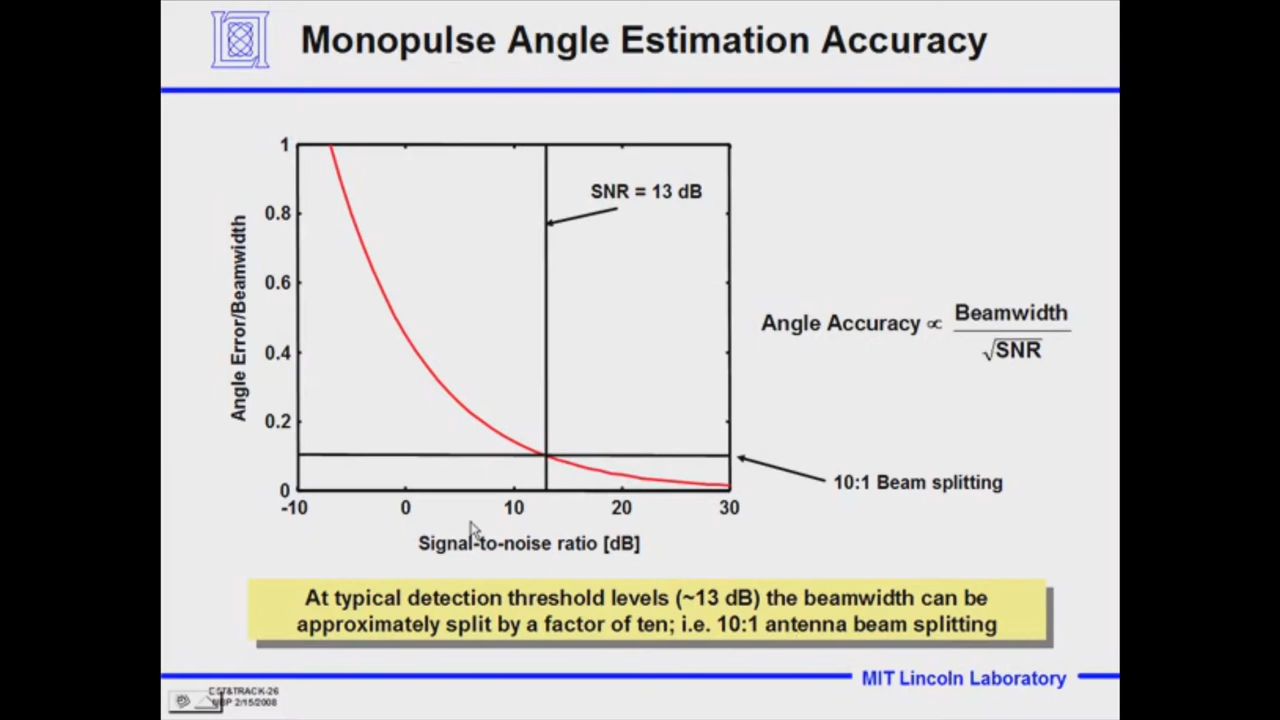 Monopulse Angle Estimation Accuracy
1
0.8
0.6
0.4
0.2
0
Angle Error/Beamwidth
-10 0 10 20 30
Signal-to-noise ratio [dB]
SNR = 13 dB
Angle Accuracy ∝ Beamwidth
√SNR
10:1 Beam splitting
At typical detection threshold levels (~13 dB) the beamwidth can be
approximately split by a factor of ten; i.e. 10:1 antenna beam splitting
MIT Lincoln Laboratory
2/15/2008